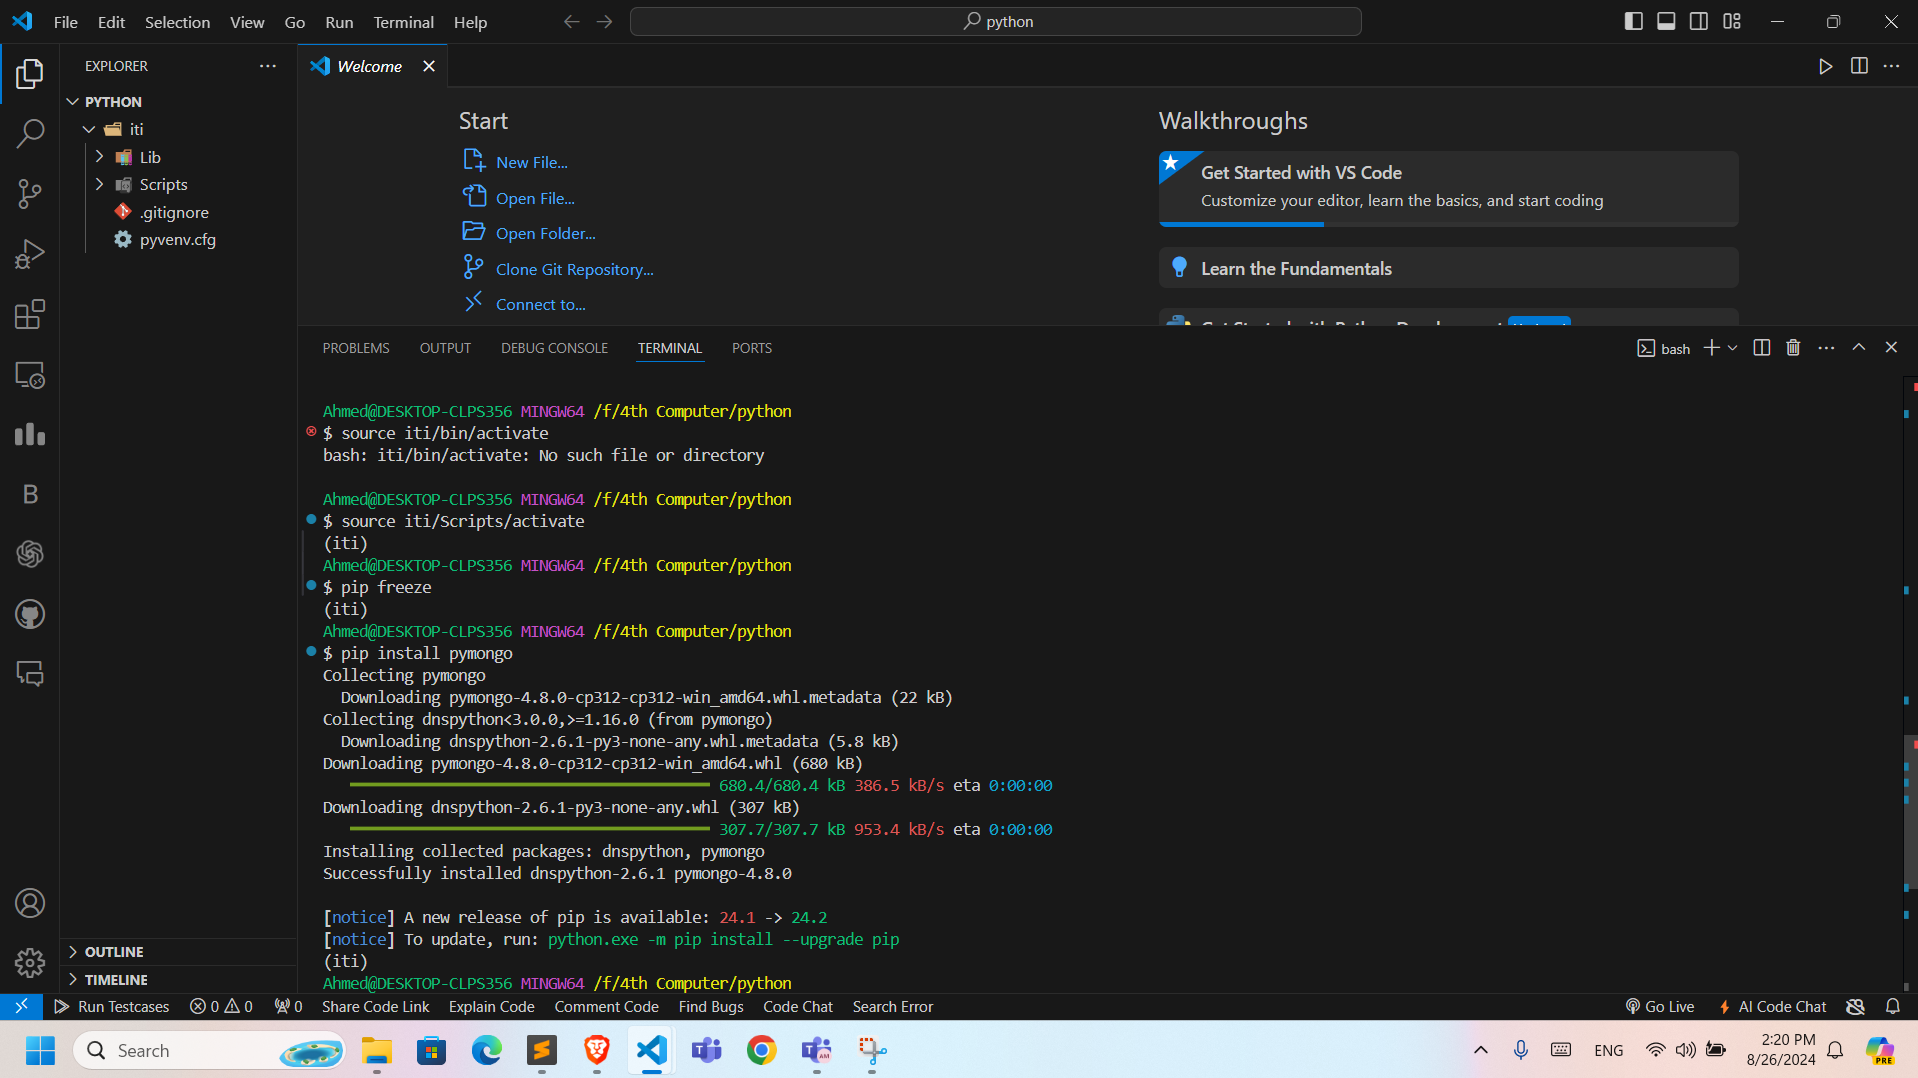 File Edit Selection View Go Run Terminal Help
python
EXPLORER
Welcome
PYTHON
iti
Lib
Scripts
.gitignore
pyvenv.cfg
Start
New File...
Open File...
Open Folder...
Clone Git Repository...
Connect to...
Walkthroughs
Get Started with VS Code
Customize your editor, learn the basics, and start coding
Learn the Fundamentals
PROBLEMS OUTPUT DEBUG CONSOLE TERMINAL PORTS
bash
Ahmed@DESKTOP-CLPS356 MINGW64 /f/4th Computer/python
$ source iti/bin/activate
bash: iti/bin/activate: No such file or directory
Ahmed@DESKTOP-CLPS356 MINGW64 /f/4th Computer/python
$ source iti/Scripts/activate
(iti)
Ahmed@DESKTOP-CLPS356 MINGW64 /f/4th Computer/python
$ pip freeze
(iti)
Ahmed@DESKTOP-CLPS356 MINGW64 /f/4th Computer/python
$ pip install pymongo
Collecting pymongo
Downloading pymongo-4.8.0-cp312-cp312-win_amd64.whl.metadata (22 kB)
Collecting dnspython<3.0.0,>=1.16.0 (from pymongo)
Downloading dnspython-2.6.1-py3-none-any.whl.metadata (5.8 kB)
Downloading pymongo-4.8.0-cp312-cp312-win_amd64.whl (680 kB)
680.4/680.4 kB 386.5 kB/s eta 0:00:00
Downloading dnspython-2.6.1-py3-none-any.whl (307 kB)
307.7/307.7 kB 953.4 kB/s eta 0:00:00
Installing collected packages: dnspython, pymongo
Successfully installed dnspython-2.6.1 pymongo-4.8.0
[notice] A new release of pip is available: 24.1 -> 24.2
[notice] To update, run: python.exe -m pip install --upgrade pip
(iti)
Ahmed@DESKTOP-CLPS356 MINGW64 /f/4th Computer/python
B
OUTLINE
TIMELINE
Run Testcases 0 0 0 Share Code Link Explain Code Comment Code Find Bugs Code Chat Search Error Go Live AI Code Chat
Search
AM
ENG
2:20 PM
8/26/2024
PRE